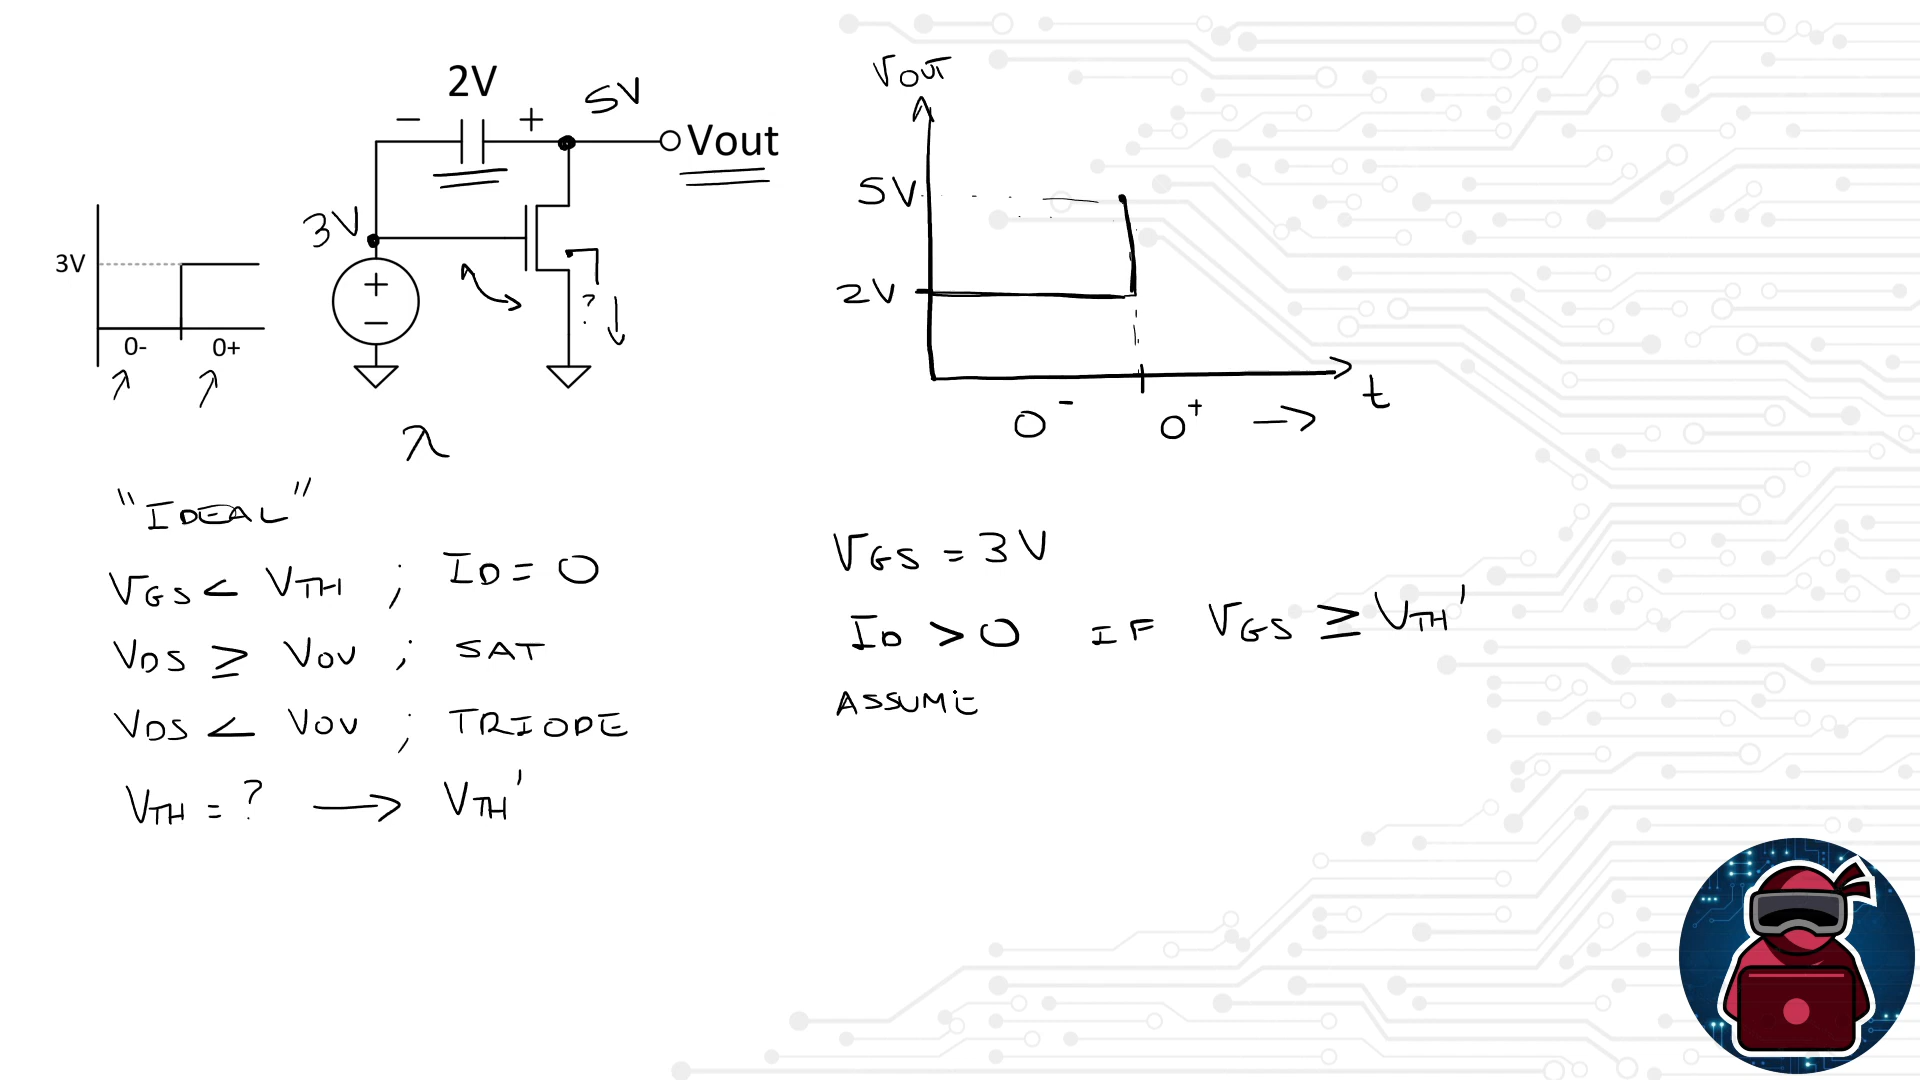 2V
5V
− +
Vout
3V
3V
+
−
?
0- 0+
λ
VOUT
5V
2V
0⁻ 0⁺ → t
"IDEAL"
VGS < VTH ; ID = 0
VDS ≥ VOV ; SAT
VDS < VOV ; TRIODE
VTH = ? → VTH'
VGS = 3V
ID > 0 IF VGS ≥ VTH'
ASSUME